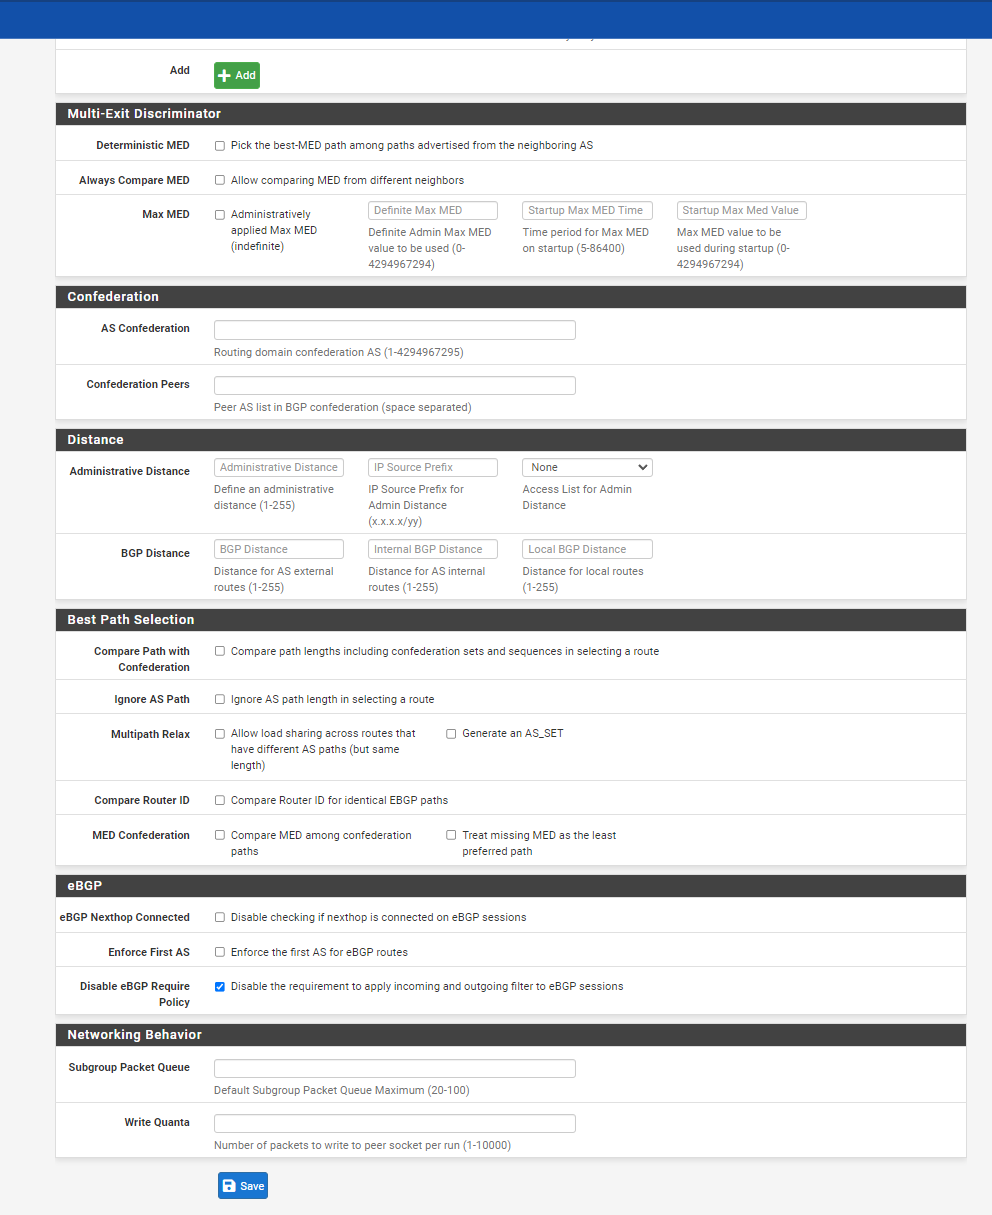 Add
Add
Multi-Exit Discriminator
Deterministic MED
Pick the best-MED path among paths advertised from the neighboring AS
Always Compare MED
Allow comparing MED from different neighbors
Max MED
Administratively
applied Max MED
(indefinite)
Definite Max MED
Definite Admin Max MED
value to be used (0-
4294967294)
Startup Max MED Time
Time period for Max MED
on startup (5-86400)
Startup Max Med Value
Max MED value to be
used during startup (0-
4294967294)
Confederation
AS Confederation
Routing domain confederation AS (1-4294967295)
Confederation Peers
Peer AS list in BGP confederation (space separated)
Distance
Administrative Distance
Administrative Distance
Define an administrative
distance (1-255)
IP Source Prefix
IP Source Prefix for
Admin Distance
(x.x.x.x/yy)
None
Access List for Admin
Distance
BGP Distance
BGP Distance
Distance for AS external
routes (1-255)
Internal BGP Distance
Distance for AS internal
routes (1-255)
Local BGP Distance
Distance for local routes
(1-255)
Best Path Selection
Compare Path with
Confederation
Compare path lengths including confederation sets and sequences in selecting a route
Ignore AS Path
Ignore AS path length in selecting a route
Multipath Relax
Allow load sharing across routes that
have different AS paths (but same
length)
Generate an AS_SET
Compare Router ID
Compare Router ID for identical EBGP paths
MED Confederation
Compare MED among confederation
paths
Treat missing MED as the least
preferred path
eBGP
eBGP Nexthop Connected
Disable checking if nexthop is connected on eBGP sessions
Enforce First AS
Enforce the first AS for eBGP routes
Disable eBGP Require
Policy
Disable the requirement to apply incoming and outgoing filter to eBGP sessions
Networking Behavior
Subgroup Packet Queue
Default Subgroup Packet Queue Maximum (20-100)
Write Quanta
Number of packets to write to peer socket per run (1-10000)
Save